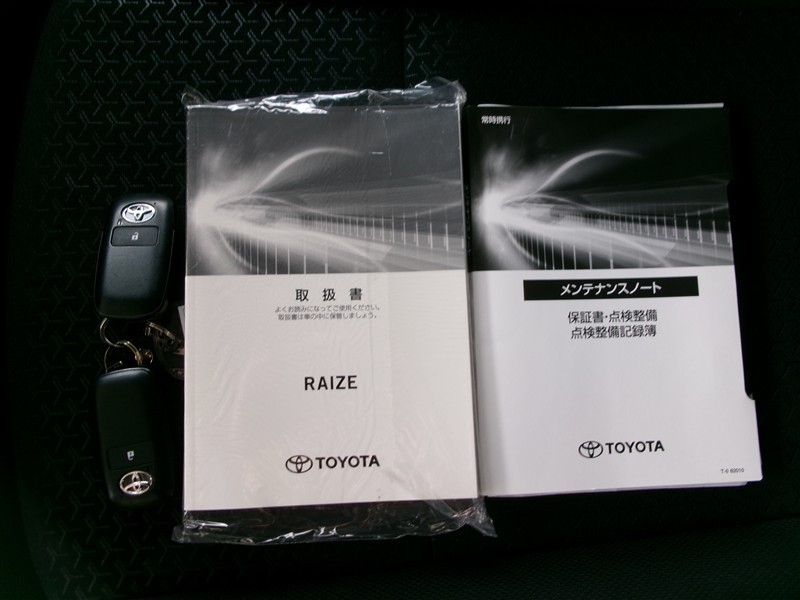 取扱書
よくお読みになってご使用ください。
取扱書は車の中に保管しましょう。
RAIZE
TOYOTA
常時携行
メンテナンスノート
保証書・点検整備
点検整備記録簿
TOYOTA